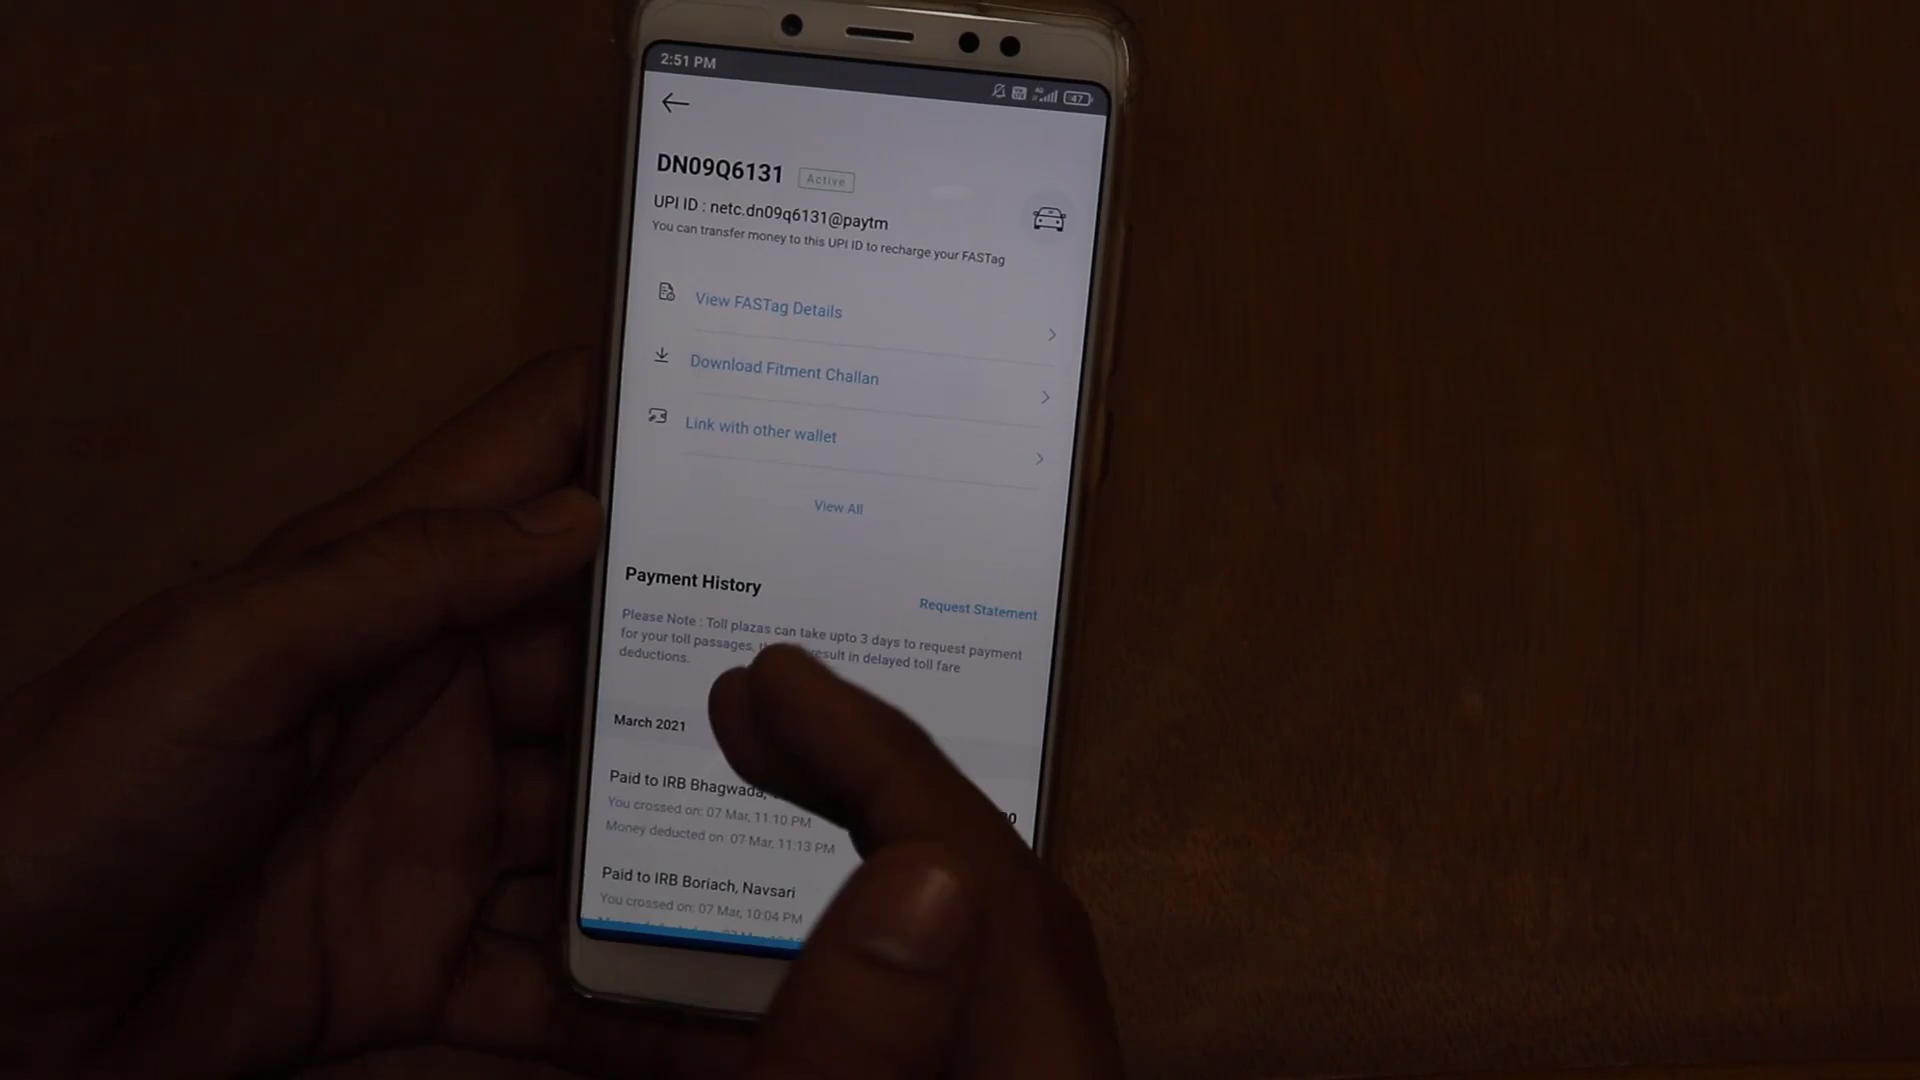 2:51 PM
47
DN09Q6131 Active
UPI ID : netc.dn09q6131@paytm
You can transfer money to this UPI ID to recharge your FASTag
View FASTag Details
Download Fitment Challan
Link with other wallet
View All
Payment History
Request Statement
Please Note : Toll plazas can take upto 3 days to request payment
for your toll passages, result in delayed toll fare
deductions.
March 2021
Paid to IRB Bhagwada,
You crossed on: 07 Mar, 11:10 PM
Money deducted on: 07 Mar, 11:13 PM
Paid to IRB Boriach, Navsari
You crossed on: 07 Mar, 10:04 PM